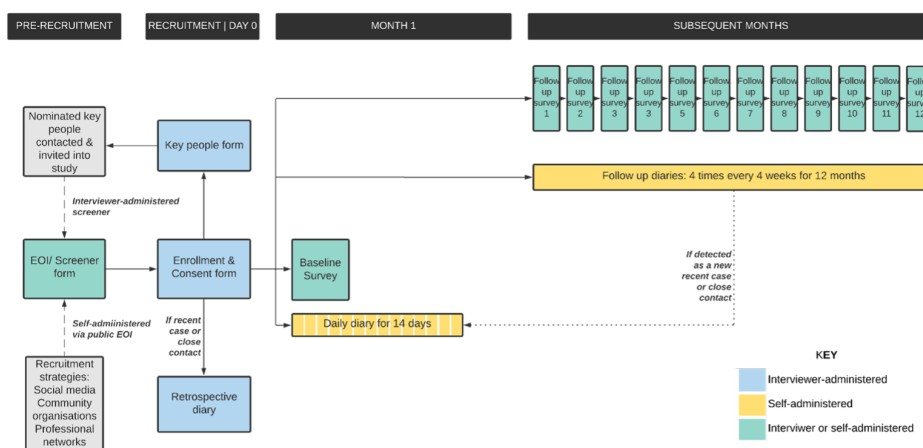 PRE-RECRUITMENT
RECRUITMENT | DAY 0
MONTH 1
SUBSEQUENT MONTHS
Follow
up
survey
1
Follow
up
survey
2
Follow
up
survey
3
Follow
up
survey
3
Follow
up
survey
5
Follow
up
survey
6
Follow
up
survey
7
Follow
up
survey
8
Follow
up
survey
9
Follow
up
survey
10
Follow
up
survey
11
Follow
up
survey
12
Nominated key
people
contacted &
invited into
study
Key people form
Follow up diaries: 4 times every 4 weeks for 12 months
Interviewer-administered
screener
EOI/ Screener
form
Enrollment &
Consent form
Baseline
Survey
If detected
as a new
recent case
or close
contact
Self-admiinistered
via public EOI
If recent
case or
close
contact
Daily diary for 14 days
Recruitment
strategies:
Social media
Community
organisations
Professional
networks
Retrospective
diary
KEY
Interviewer-administered
Self-administered
Interviwer or self-administered